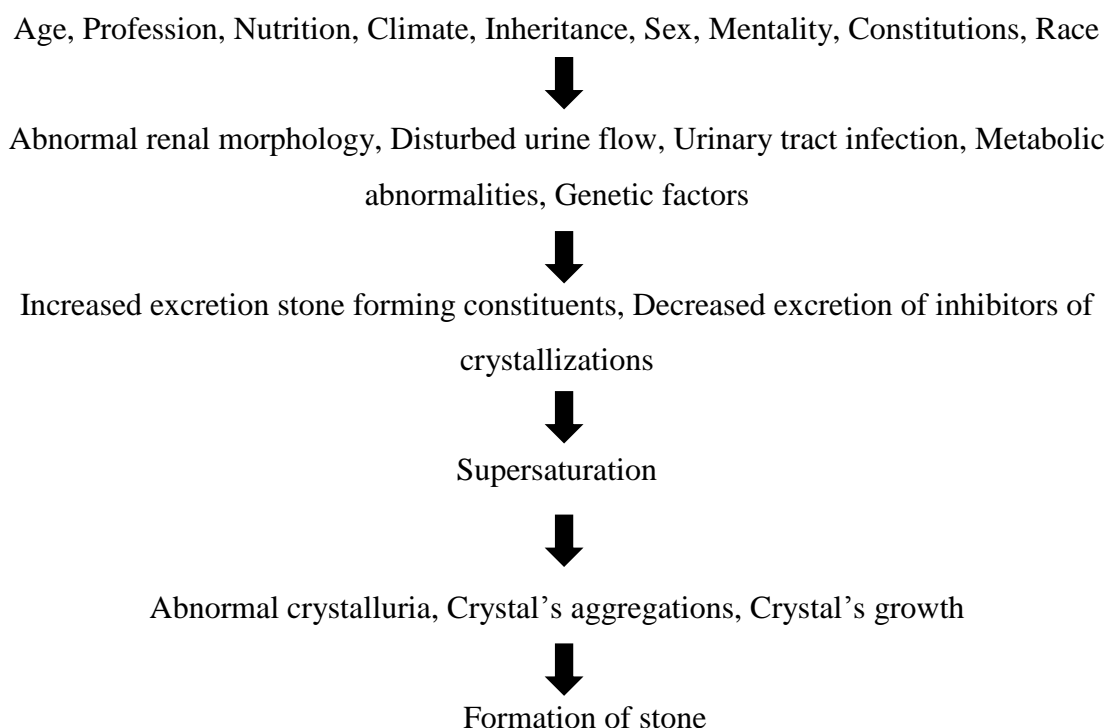 Age, Profession, Nutrition, Climate, Inheritance, Sex, Mentality, Constitutions, Race
Abnormal renal morphology, Disturbed urine flow, Urinary tract infection, Metabolic
abnormalities, Genetic factors
Increased excretion stone forming constituents, Decreased excretion of inhibitors of
crystallizations
Supersaturation
Abnormal crystalluria, Crystal’s aggregations, Crystal’s growth
Formation of stone